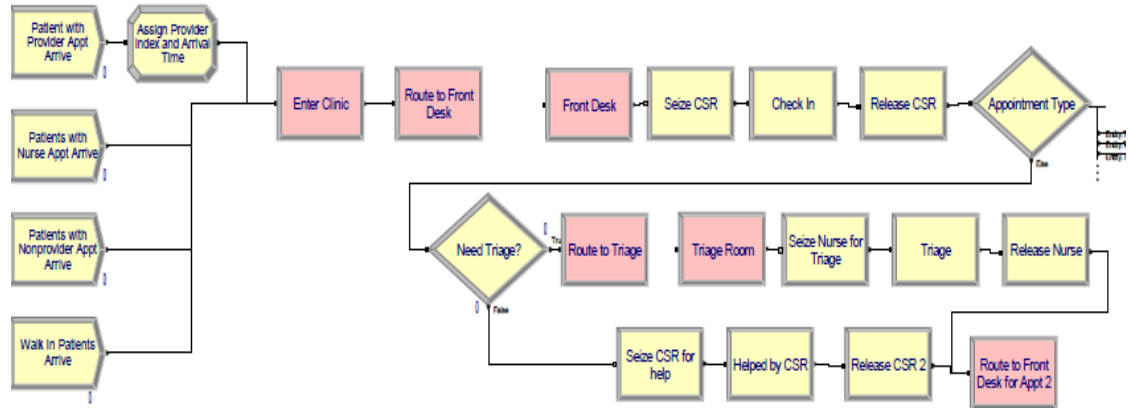 Patient with
Provider Appt
Arrive
Assign Provider
Index and Arrival
Time
Enter Clinic
Route to Front
Desk
Front Desk
Seize CSR
Check In
Release CSR
Appointment Type
Else
Patients with
Nurse Appt Arrive
Patients with
Nonprovider Appt
Arrive
Need Triage?
False
Route to Triage
Triage Room
Seize Nurse for
Triage
Triage
Release Nurse
Walk In Patients
Arrive
Seize CSR for
help
Helped by CSR
Release CSR 2
Route to Front
Desk for Appt 2